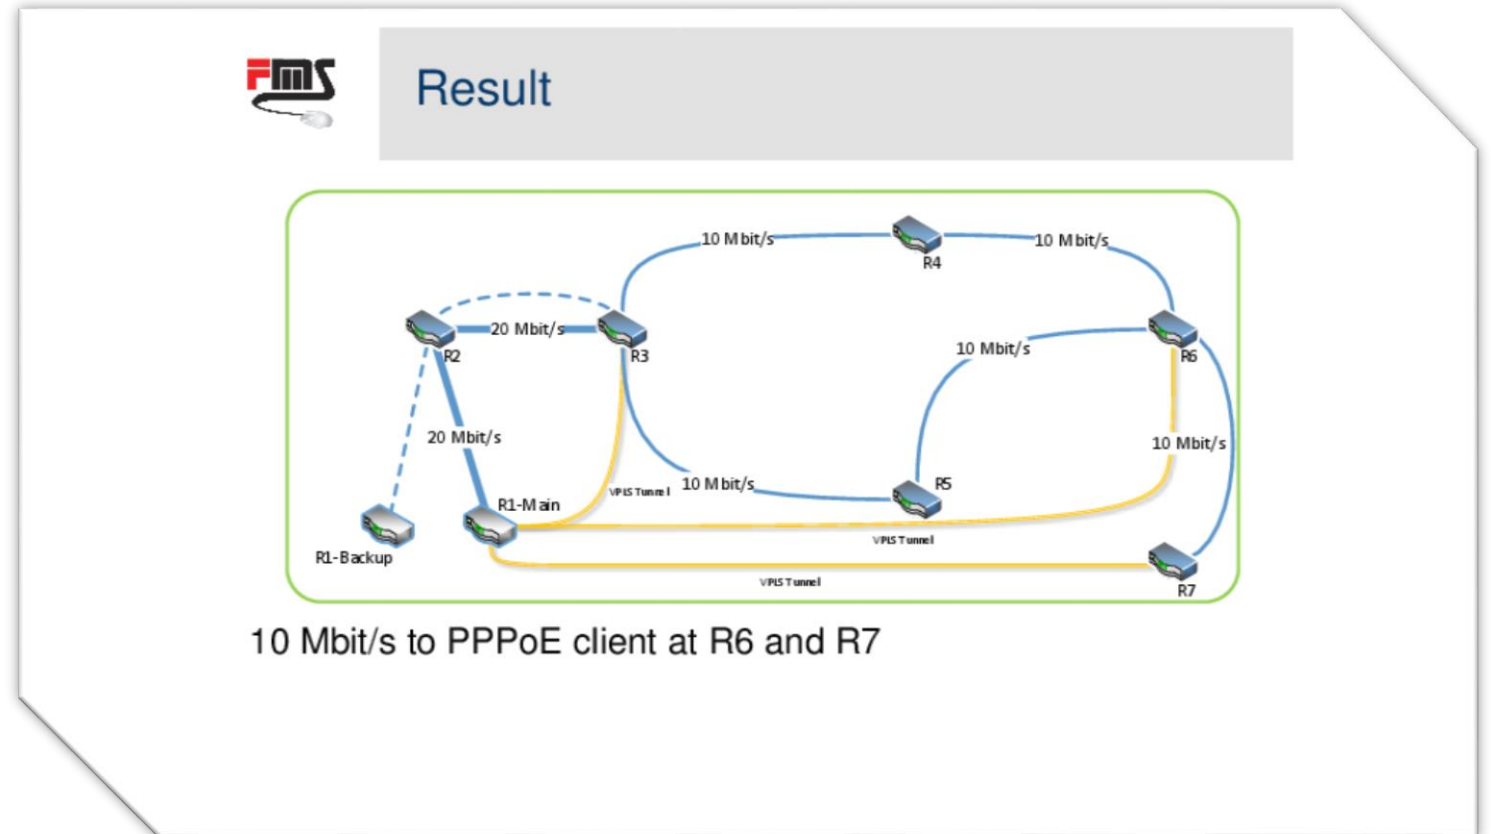 FMS
Result
10 Mbit/s
10 Mbit/s
R4
20 Mbit/s
R2
R3
10 Mbit/s
R6
20 Mbit/s
10 Mbit/s
10 Mbit/s
R5
VPLS Tunnel
R1-Main
VPLS Tunnel
R1-Backup
VPLS Tunnel
R7
10 Mbit/s to PPPoE client at R6 and R7